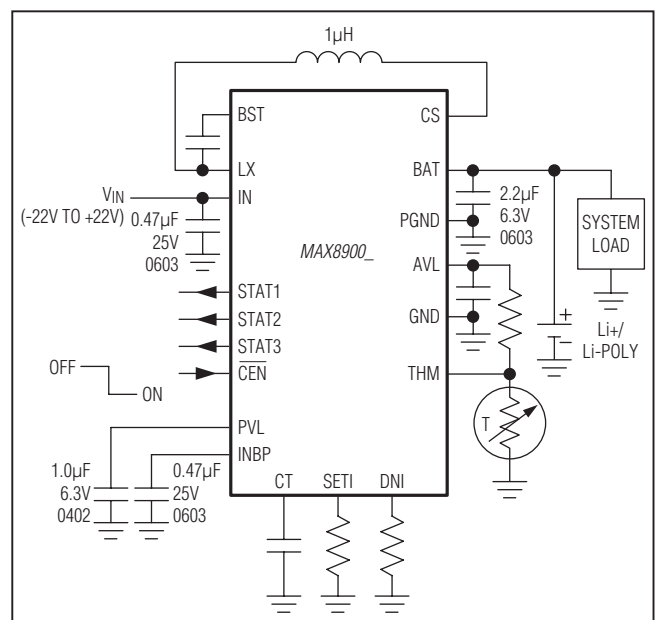 1µH
BST
CS
LX
BAT
VIN
IN
(-22V TO +22V)
0.47µF
25V
0603
2.2µF
6.3V
0603
PGND
SYSTEM
LOAD
MAX8900_
AVL
STAT1
STAT2
STAT3
GND
+
-
Li+/
Li-POLY
OFF
ON
CEN
THM
T
PVL
INBP
1.0µF
6.3V
0402
0.47µF
25V
0603
CT
SETI
DNI